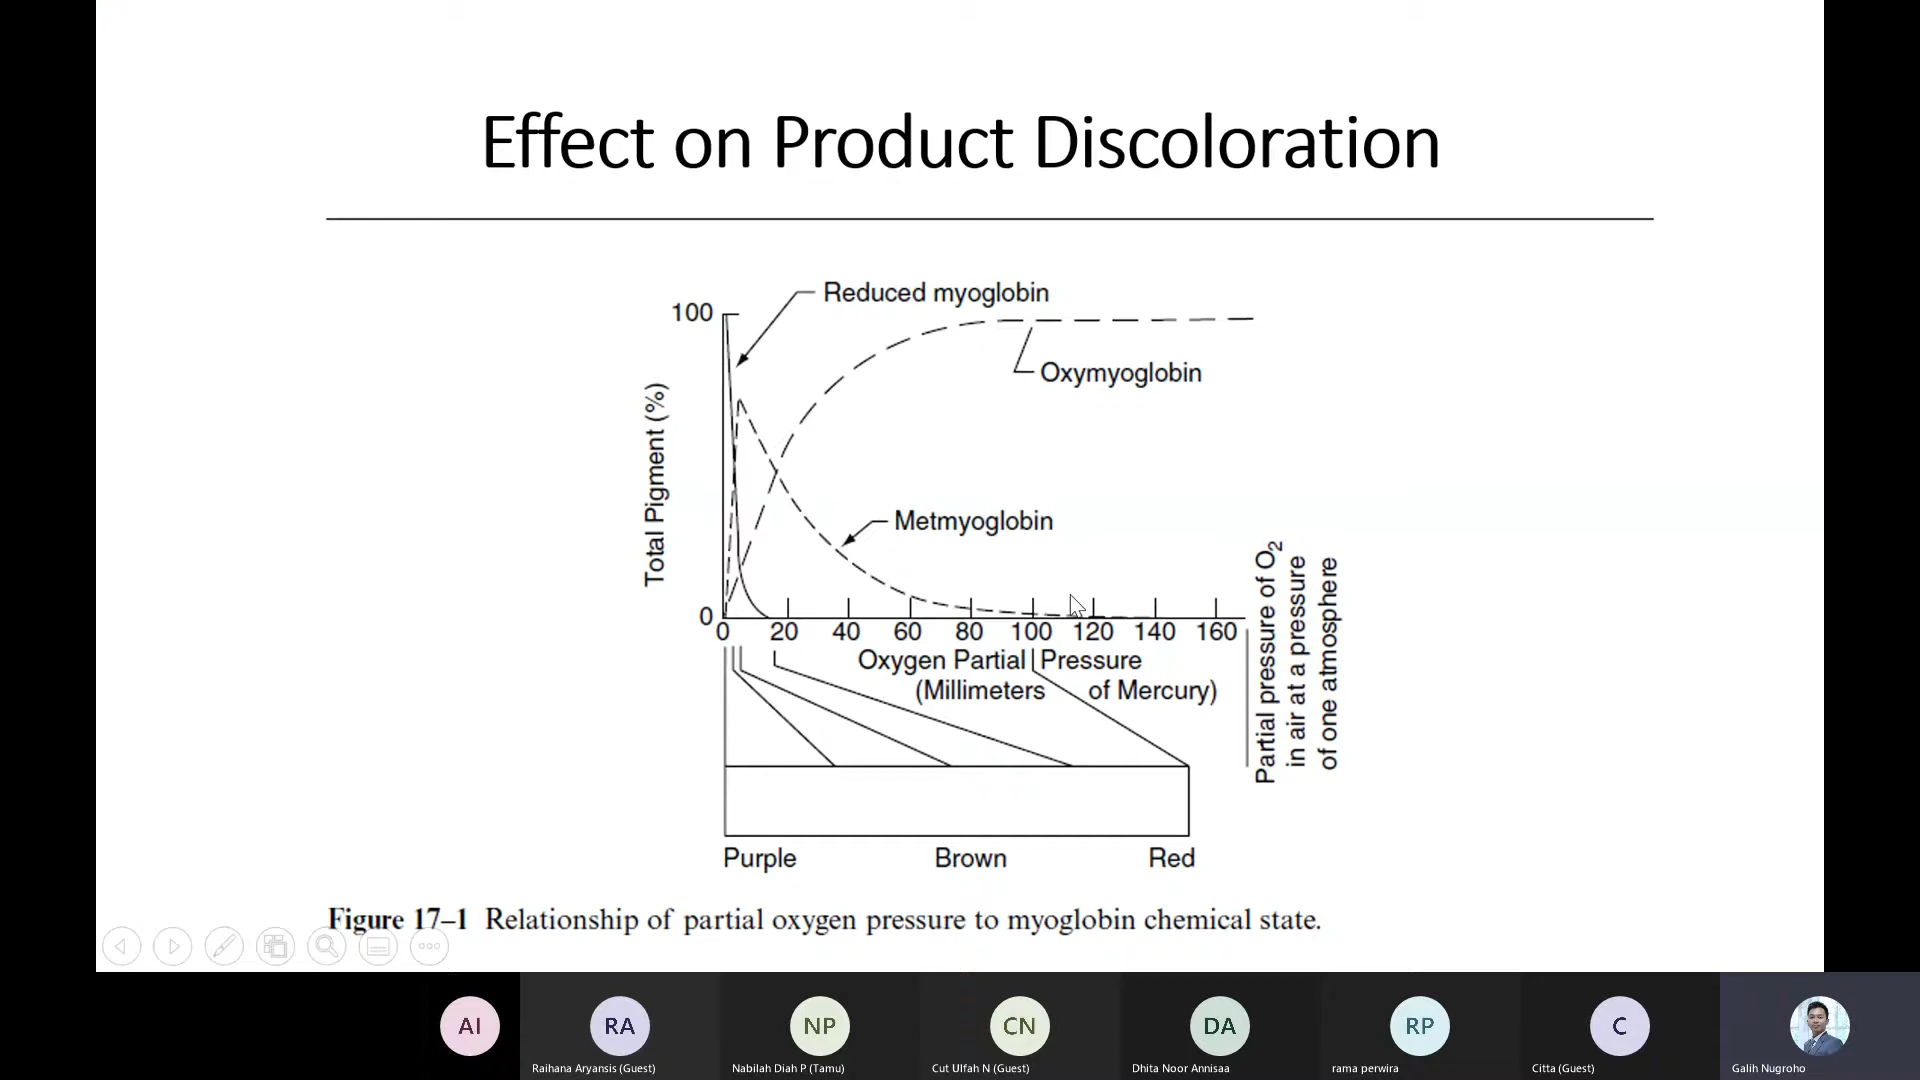 Effect on Product Discoloration
Reduced myoglobin
100
Oxymyoglobin
Total Pigment (%)
Metmyoglobin
0
0 20 40 60 80 100 120 140 160
Oxygen Partial Pressure
(Millimeters of Mercury)
Partial pressure of O2
in air at a pressure
of one atmosphere
Purple Brown Red
Figure 17–1 Relationship of partial oxygen pressure to myoglobin chemical state.
AI RA NP CN DA RP C
Raihana Aryansis (Guest) Nabilah Diah P (Tamu) Cut Ulfah N (Guest) Dhita Noor Annisaa rama perwira Citta (Guest) Galih Nugroho